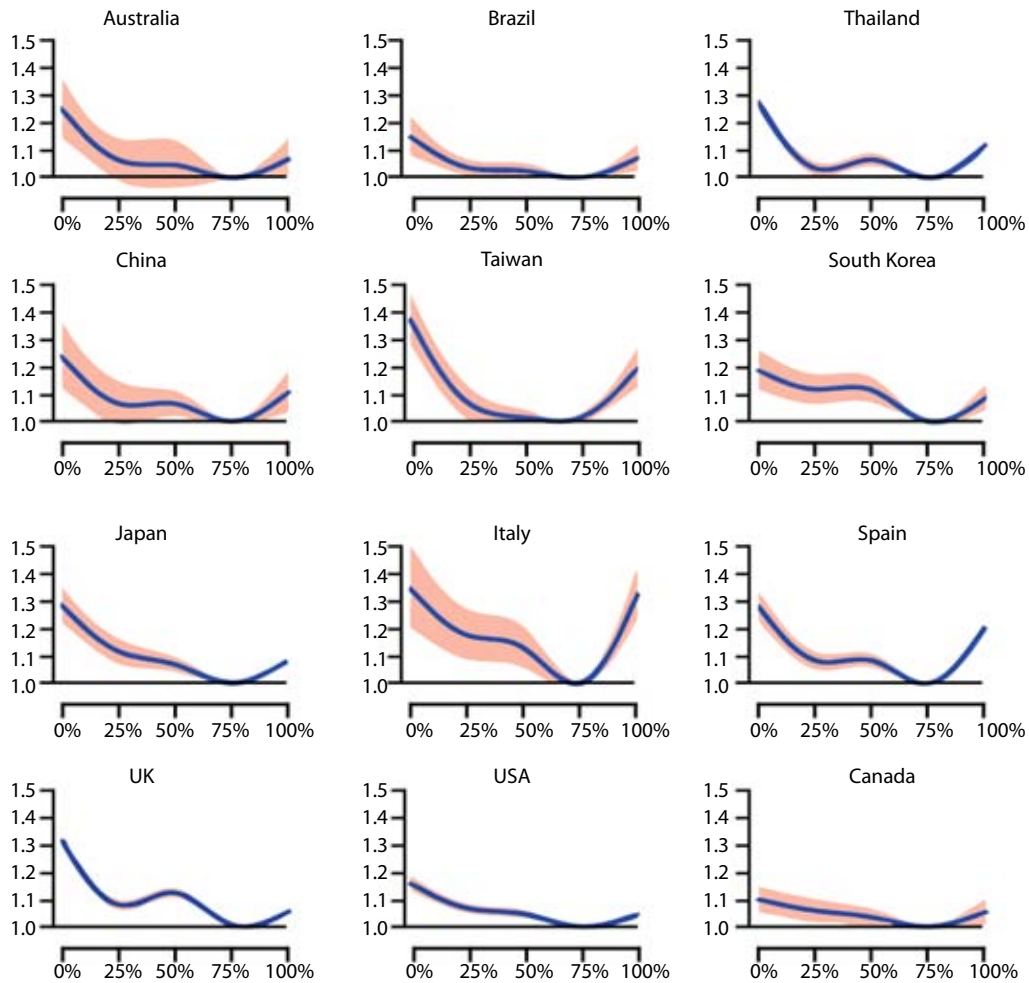 Australia Brazil Thailand
1.5 1.5 1.5
1.4 1.4 1.4
1.3 1.3 1.3
1.2 1.2 1.2
1.1 1.1 1.1
1.0 1.0 1.0
0% 25% 50% 75% 100% 0% 25% 50% 75% 100% 0% 25% 50% 75% 100%
China Taiwan South Korea
1.5 1.5 1.5
1.4 1.4 1.4
1.3 1.3 1.3
1.2 1.2 1.2
1.1 1.1 1.1
1.0 1.0 1.0
0% 25% 50% 75% 100% 0% 25% 50% 75% 100% 0% 25% 50% 75% 100%
Japan Italy Spain
1.5 1.5 1.5
1.4 1.4 1.4
1.3 1.3 1.3
1.2 1.2 1.2
1.1 1.1 1.1
1.0 1.0 1.0
0% 25% 50% 75% 100% 0% 25% 50% 75% 100% 0% 25% 50% 75% 100%
UK USA Canada
1.5 1.5 1.5
1.4 1.4 1.4
1.3 1.3 1.3
1.2 1.2 1.2
1.1 1.1 1.1
1.0 1.0 1.0
0% 25% 50% 75% 100% 0% 25% 50% 75% 100% 0% 25% 50% 75% 100%